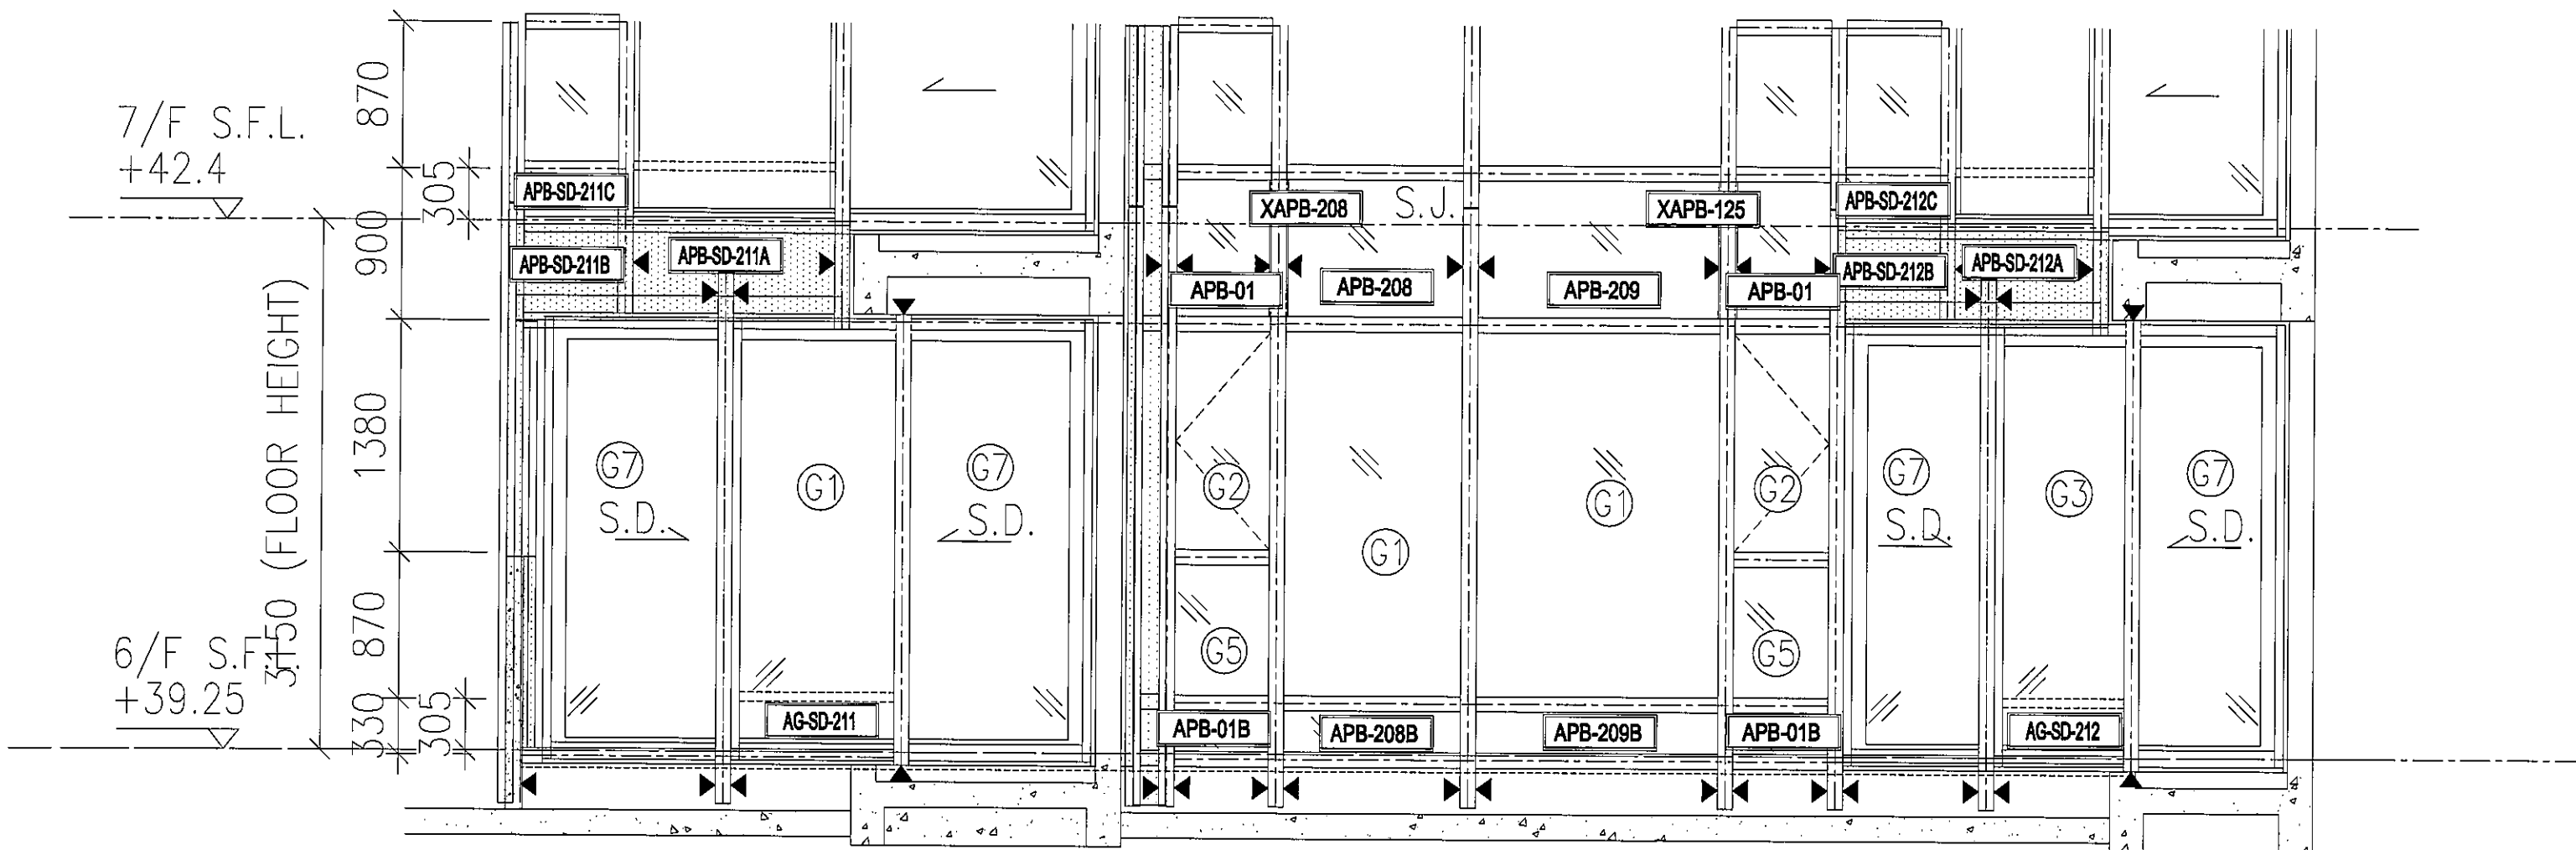 870
7/F S.F.L.
+42.4
305
900
3.150 (FLOOR HEIGHT)
1380
870
6/F S.F.L.
+39.25
330
305
APB-SD-211C
APB-SD-211B
APB-SD-211A
XAPB-208
S.J.
XAPB-125
APB-SD-212C
APB-SD-212B
APB-SD-212A
APB-01
APB-208
APB-209
APB-01
G7
S.D.
G1
G7
S.D.
G2
G1
G1
G2
G7
S.D.
G3
G7
S.D.
G5
G5
AG-SD-211
APB-01B
APB-208B
APB-209B
APB-01B
AG-SD-212